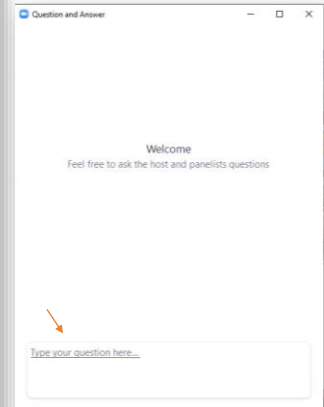 Question and Answer
Welcome
Feel free to ask the host and panelists questions
Type your question here...